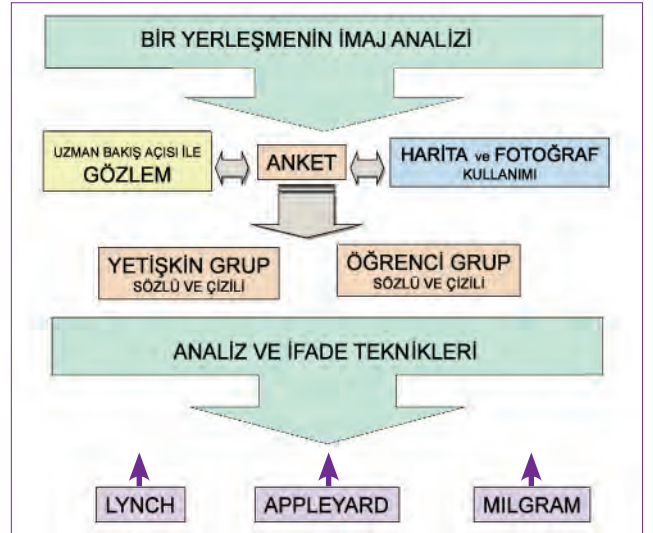 BİR YERLEŞMENİN İMAJ ANALİZİ
UZMAN BAKIŞ AÇISI İLE
GÖZLEM
ANKET
HARİTA ve FOTOĞRAF
KULLANIMI
YETİŞKİN GRUP
SÖZLÜ VE ÇİZİLİ
ÖĞRENCİ GRUP
SÖZLÜ VE ÇİZİLİ
ANALİZ VE İFADE TEKNİKLERİ
LYNCH
APPLEYARD
MILGRAM